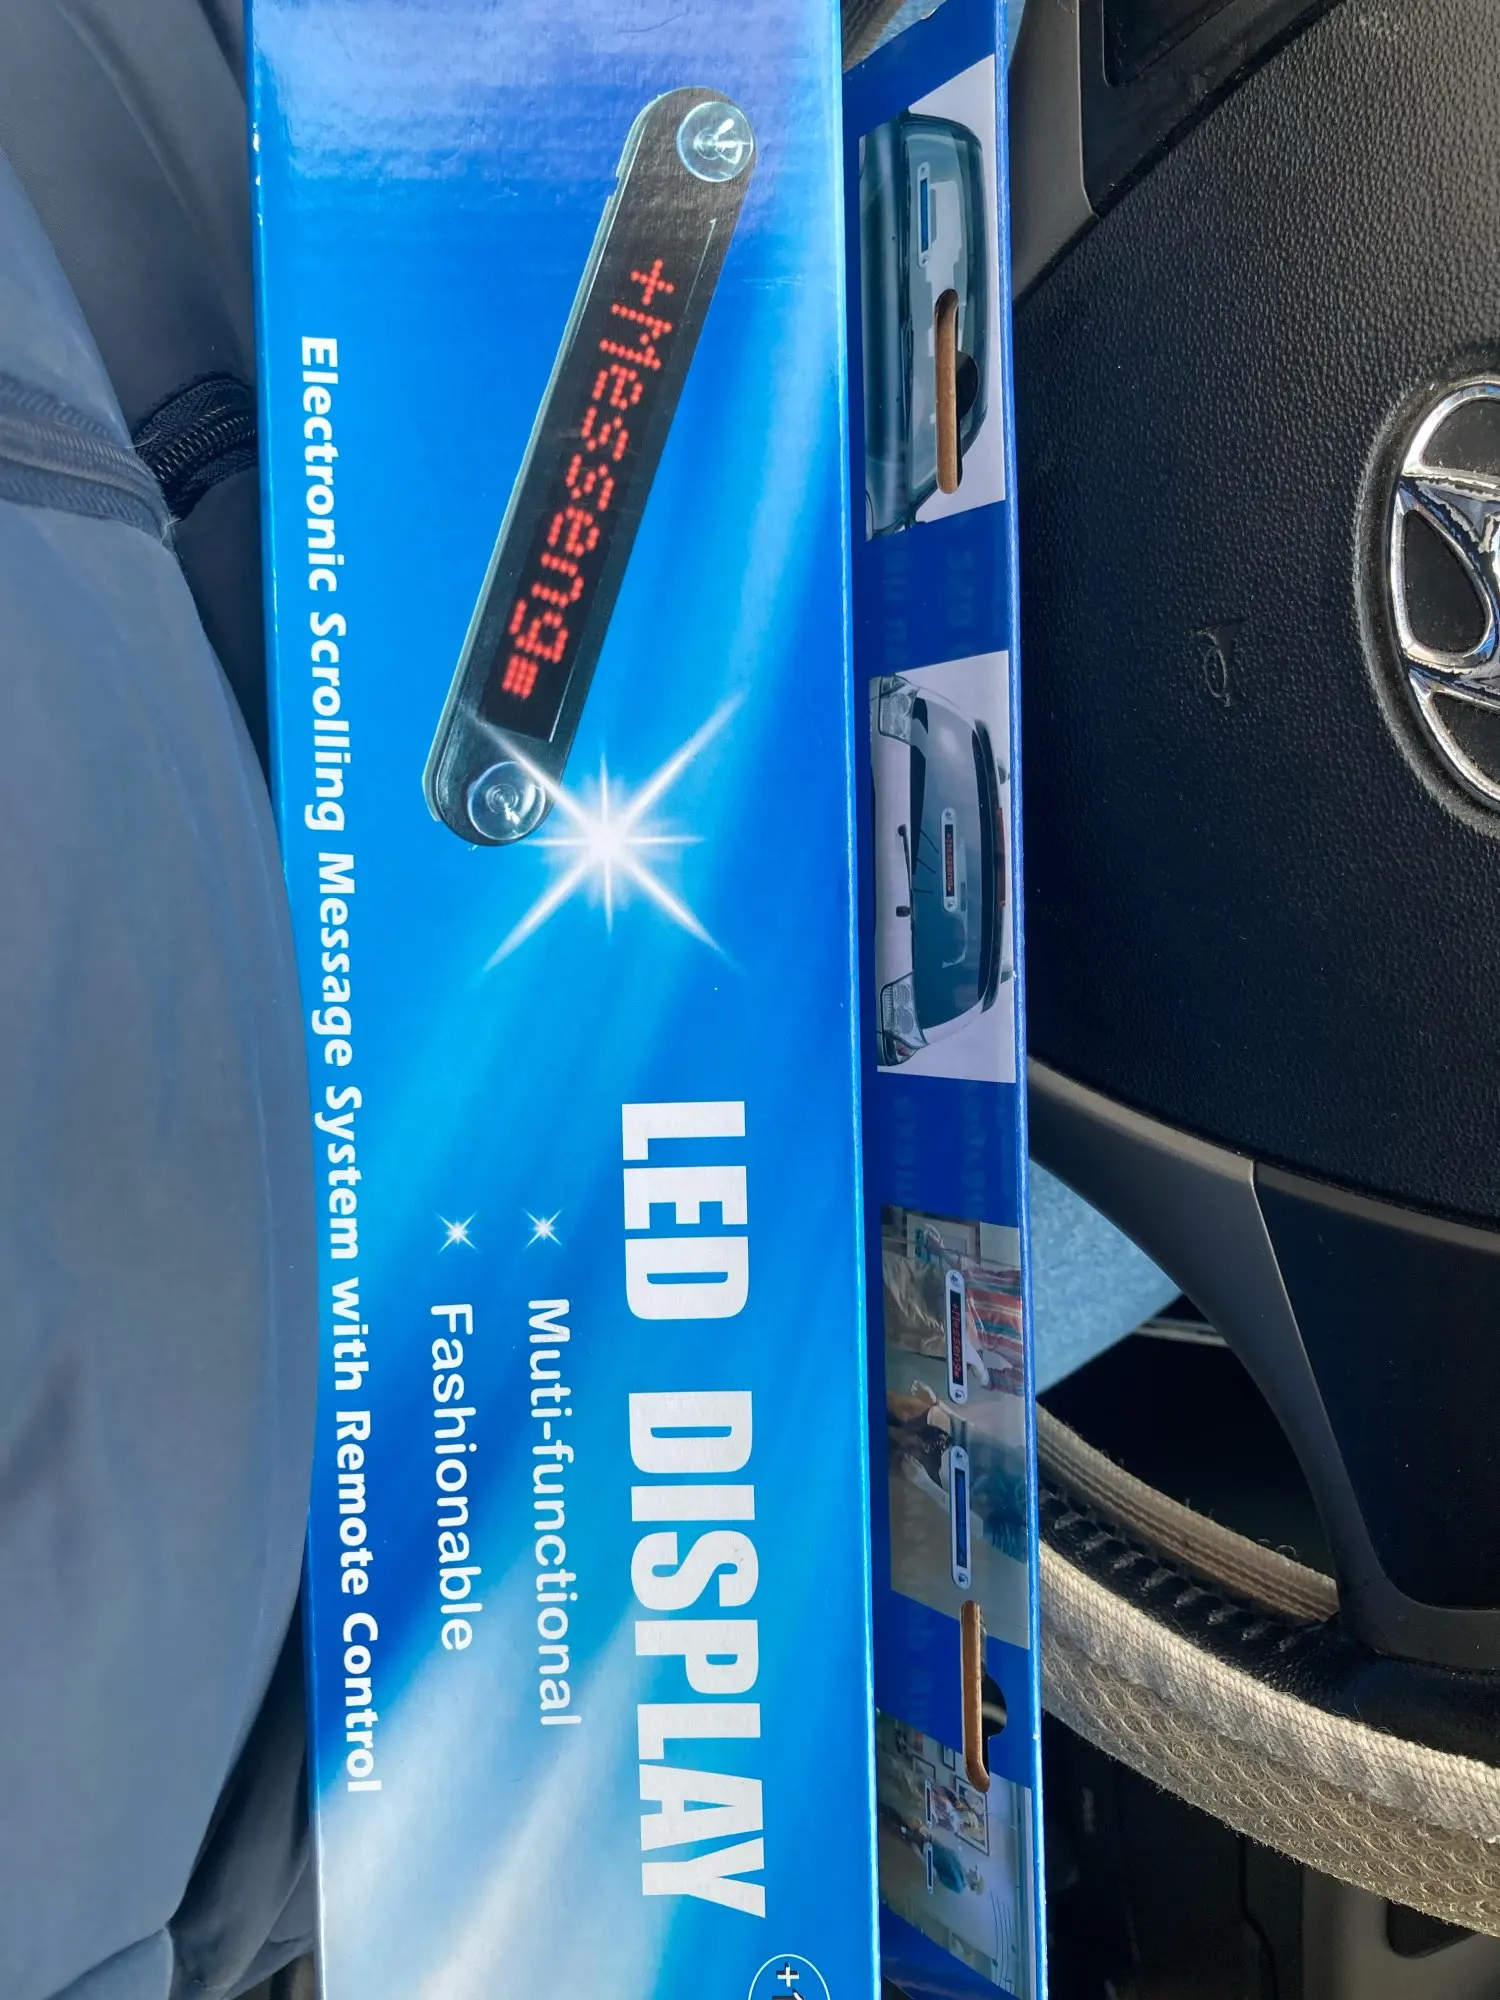 +Messeng
LED DISPLAY
Muti-functional
Fashionable
Electronic Scrolling Message System with Remote Control